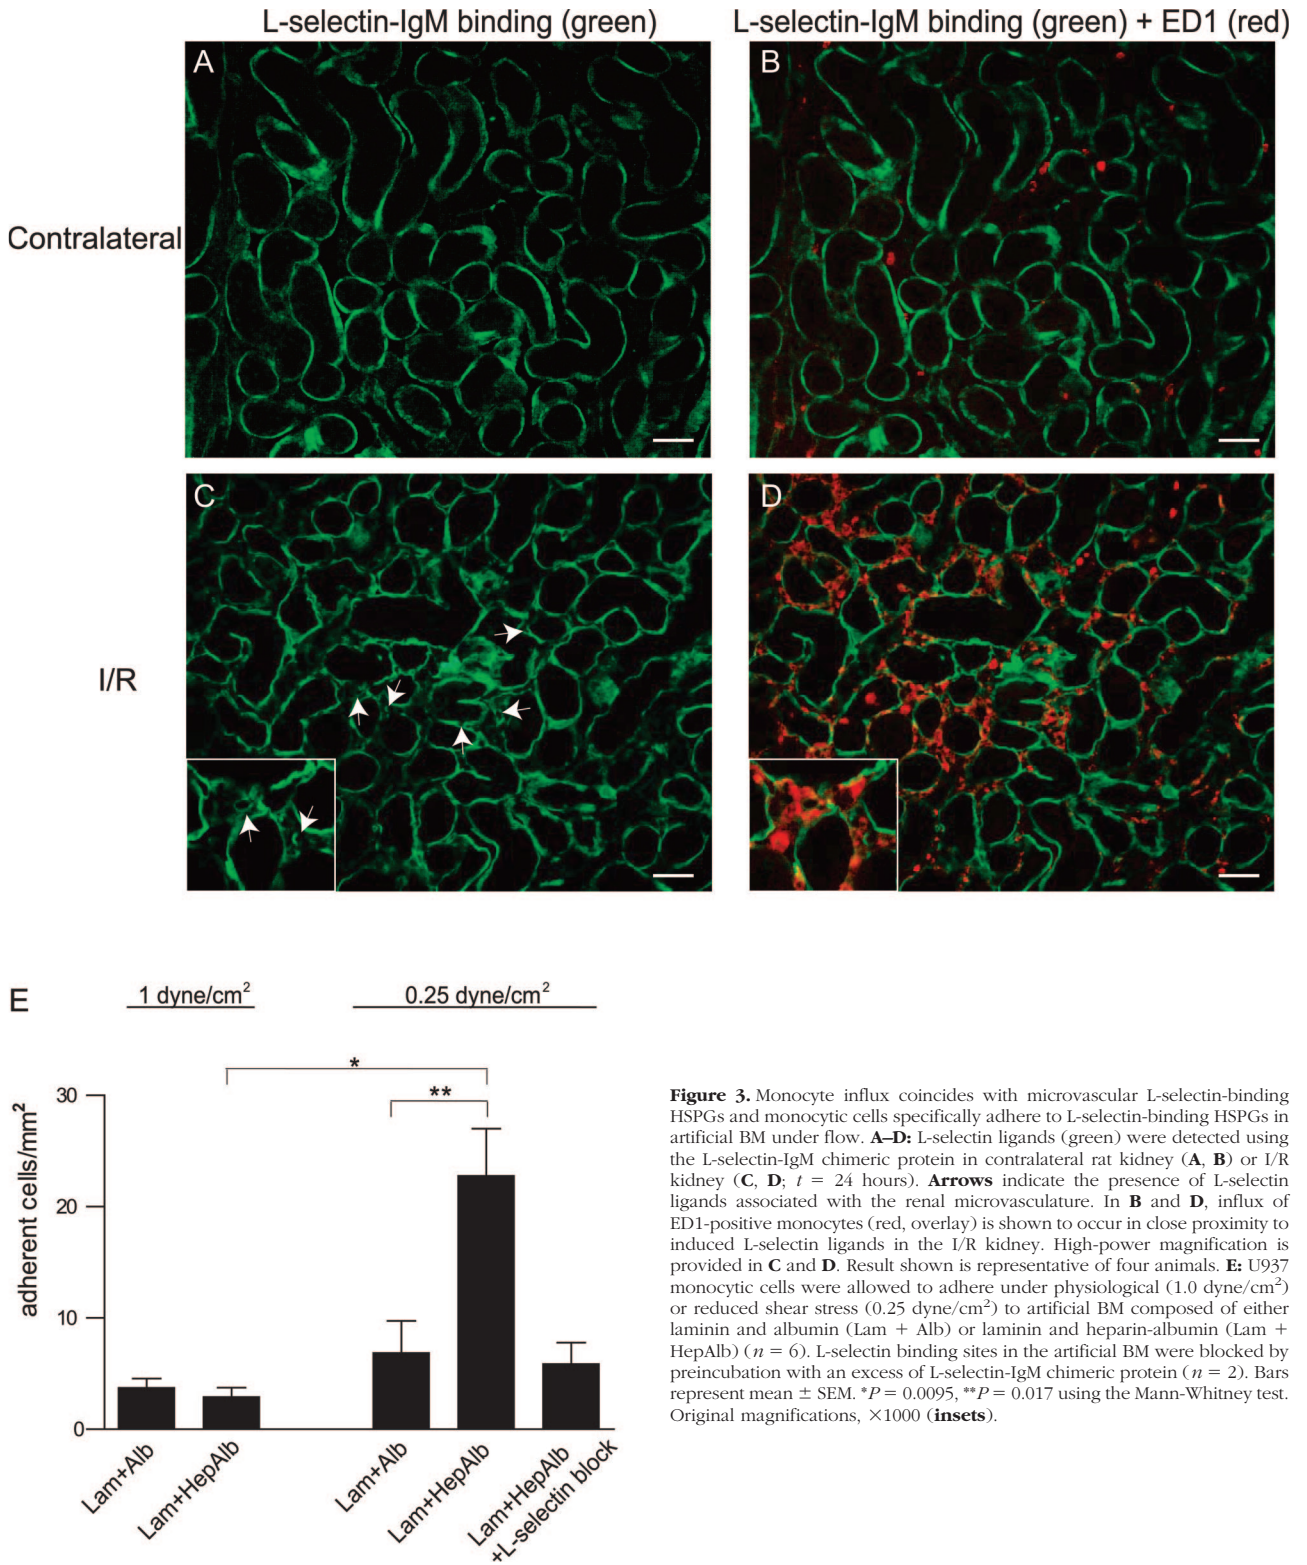 L-selectin-IgM binding (green)
L-selectin-IgM binding (green) + ED1 (red)
A
B
Contralateral
C
D
I/R
E
1 dyne/cm²
0.25 dyne/cm²
*
**
adherent cells/mm²
30
20
10
0
Lam+Alb
Lam+HepAlb
Lam+Alb
Lam+HepAlb
Lam+HepAlb
+L-selectin block
Figure 3. Monocyte influx coincides with microvascular L-selectin-binding
HSPGs and monocytic cells specifically adhere to L-selectin-binding HSPGs in
artificial BM under flow. A–D: L-selectin ligands (green) were detected using
the L-selectin-IgM chimeric protein in contralateral rat kidney (A, B) or I/R
kidney (C, D; t = 24 hours). Arrows indicate the presence of L-selectin
ligands associated with the renal microvasculature. In B and D, influx of
ED1-positive monocytes (red, overlay) is shown to occur in close proximity to
induced L-selectin ligands in the I/R kidney. High-power magnification is
provided in C and D. Result shown is representative of four animals. E: U937
monocytic cells were allowed to adhere under physiological (1.0 dyne/cm²)
or reduced shear stress (0.25 dyne/cm²) to artificial BM composed of either
laminin and albumin (Lam + Alb) or laminin and heparin-albumin (Lam +
HepAlb) (n = 6). L-selectin binding sites in the artificial BM were blocked by
preincubation with an excess of L-selectin-IgM chimeric protein (n = 2). Bars
represent mean ± SEM. *P = 0.0095, **P = 0.017 using the Mann-Whitney test.
Original magnifications, ×1000 (insets).